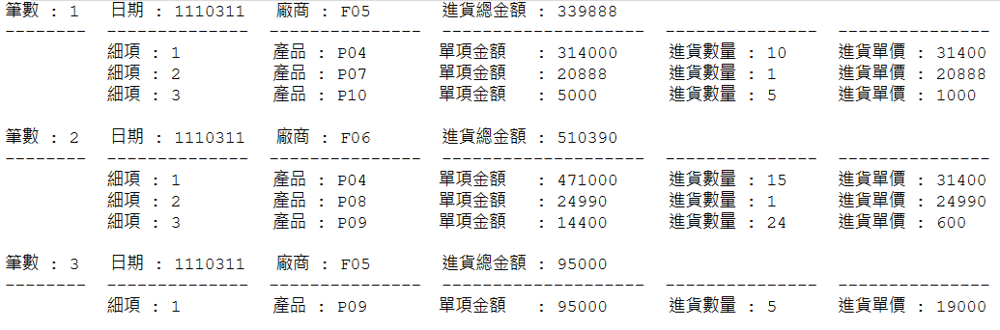 筆數 : 1 日期 : 1110311 廠商 : F05 進貨總金額 : 339888
-------- -------------- --------------- -------------------- --------------- ---------------
細項 : 1 產品 : P04 單項金額 : 314000 進貨數量 : 10 進貨單價 : 31400
細項 : 2 產品 : P07 單項金額 : 20888 進貨數量 : 1 進貨單價 : 20888
細項 : 3 產品 : P10 單項金額 : 5000 進貨數量 : 5 進貨單價 : 1000
筆數 : 2 日期 : 1110311 廠商 : F06 進貨總金額 : 510390
-------- -------------- --------------- -------------------- --------------- ---------------
細項 : 1 產品 : P04 單項金額 : 471000 進貨數量 : 15 進貨單價 : 31400
細項 : 2 產品 : P08 單項金額 : 24990 進貨數量 : 1 進貨單價 : 24990
細項 : 3 產品 : P09 單項金額 : 14400 進貨數量 : 24 進貨單價 : 600
筆數 : 3 日期 : 1110311 廠商 : F05 進貨總金額 : 95000
-------- -------------- --------------- -------------------- --------------- ---------------
細項 : 1 產品 : P09 單項金額 : 95000 進貨數量 : 5 進貨單價 : 19000